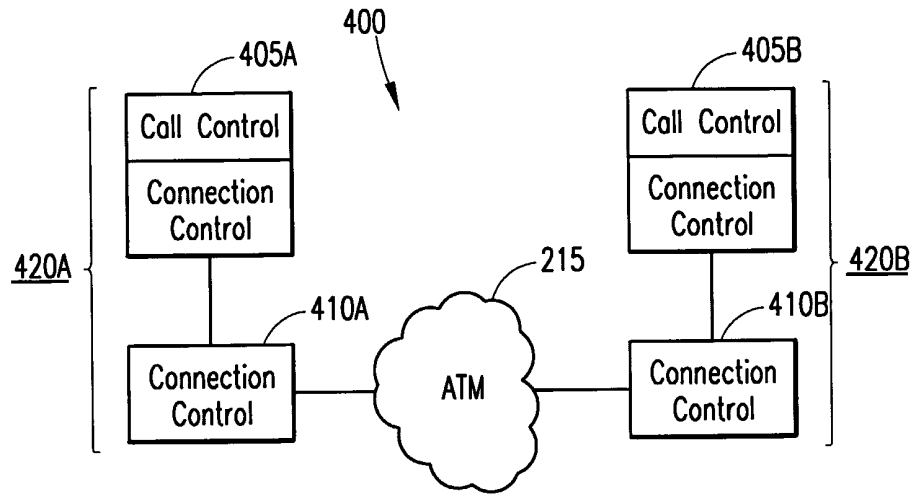 400
405A
405B
Call Control
Call Control
Connection
Control
Connection
Control
420A
215
420B
410A
410B
Connection
Control
ATM
Connection
Control